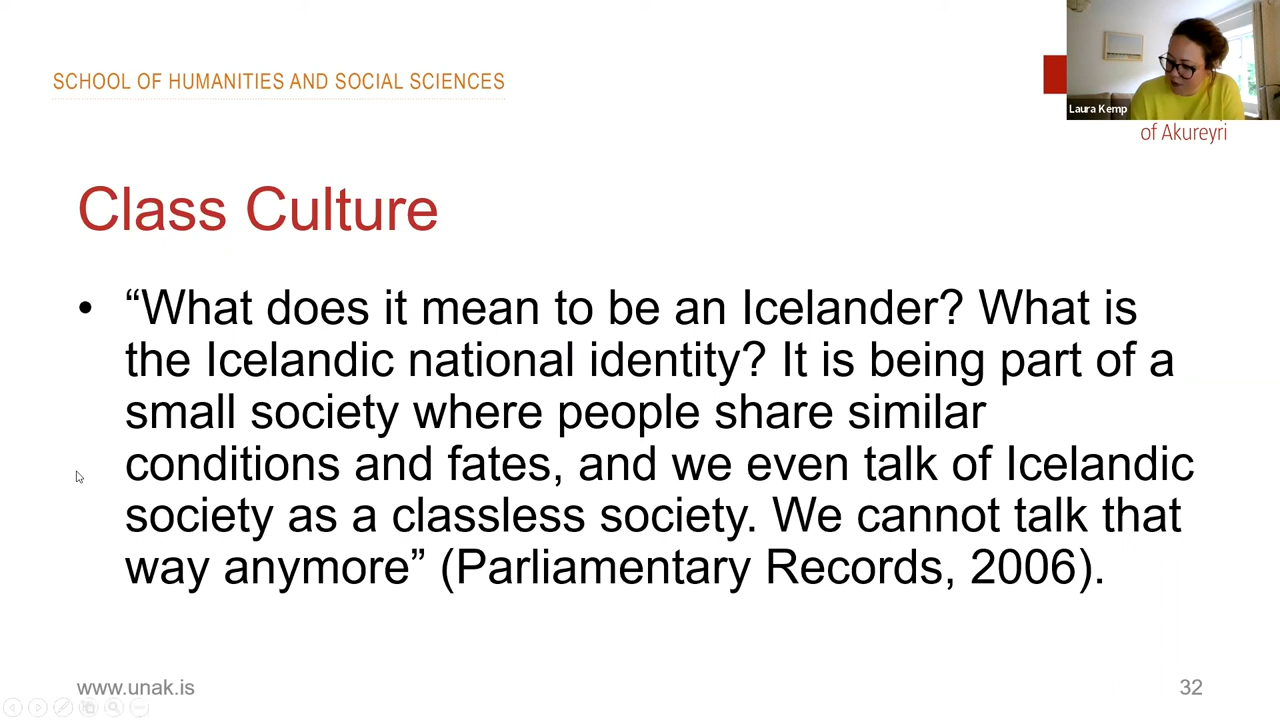 SCHOOL OF HUMANITIES AND SOCIAL SCIENCES
Laura Kemp
of Akureyri
Class Culture
• “What does it mean to be an Icelander? What is
the Icelandic national identity? It is being part of a
small society where people share similar
conditions and fates, and we even talk of Icelandic
society as a classless society. We cannot talk that
way anymore” (Parliamentary Records, 2006).
www.unak.is
32